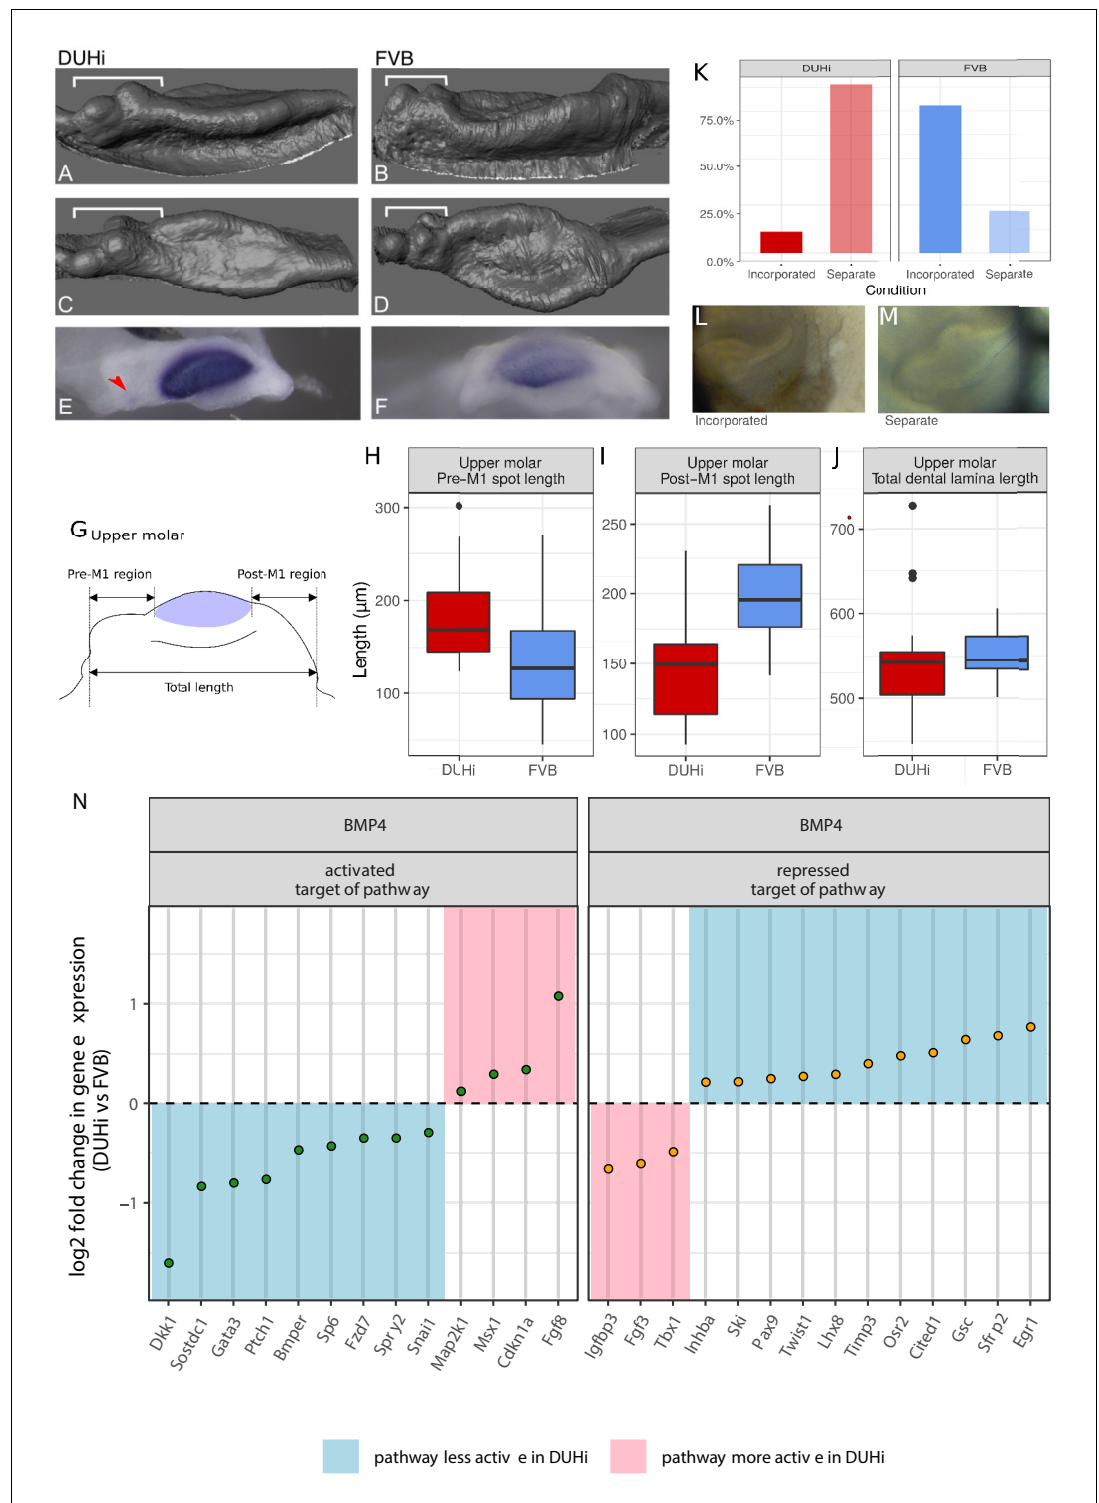 DUHi
FVB
A
B
C
D
E
F
K
DUHi
FVB
75.0%
50.0%
25.0%
0.0%
Incorporated
Separate
Incorporated
Separate
Condition
L
M
Incorporated
Separate
G Upper molar
Pre-M1 region
Post-M1 region
Total length
H
Upper molar
Pre-M1 spot length
Length (µm)
300
200
100
DUHi
FVB
I
Upper molar
Post-M1 spot length
250
200
150
100
DUHi
FVB
J
Upper molar
Total dental lamina length
700
600
500
DUHi
FVB
N
BMP4
activated
target of pathway
BMP4
repressed
target of pathway
log2 fold change in gene e xpression
(DUHi vs FVB)
1
0
−1
Dkk1
Sostdc1
Gata3
Ptch1
Bmper
Sp6
Fzd7
Spry2
Snai1
Map2k1
Msx1
Cdkn1a
Fgf8
Igfbp3
Fgf3
Tbx1
Inhba
Ski
Pax9
Twist1
Lhx8
Timp3
Osr2
Cited1
Gsc
Sfrp2
Egr1
pathway less activ e in DUHi
pathway more activ e in DUHi